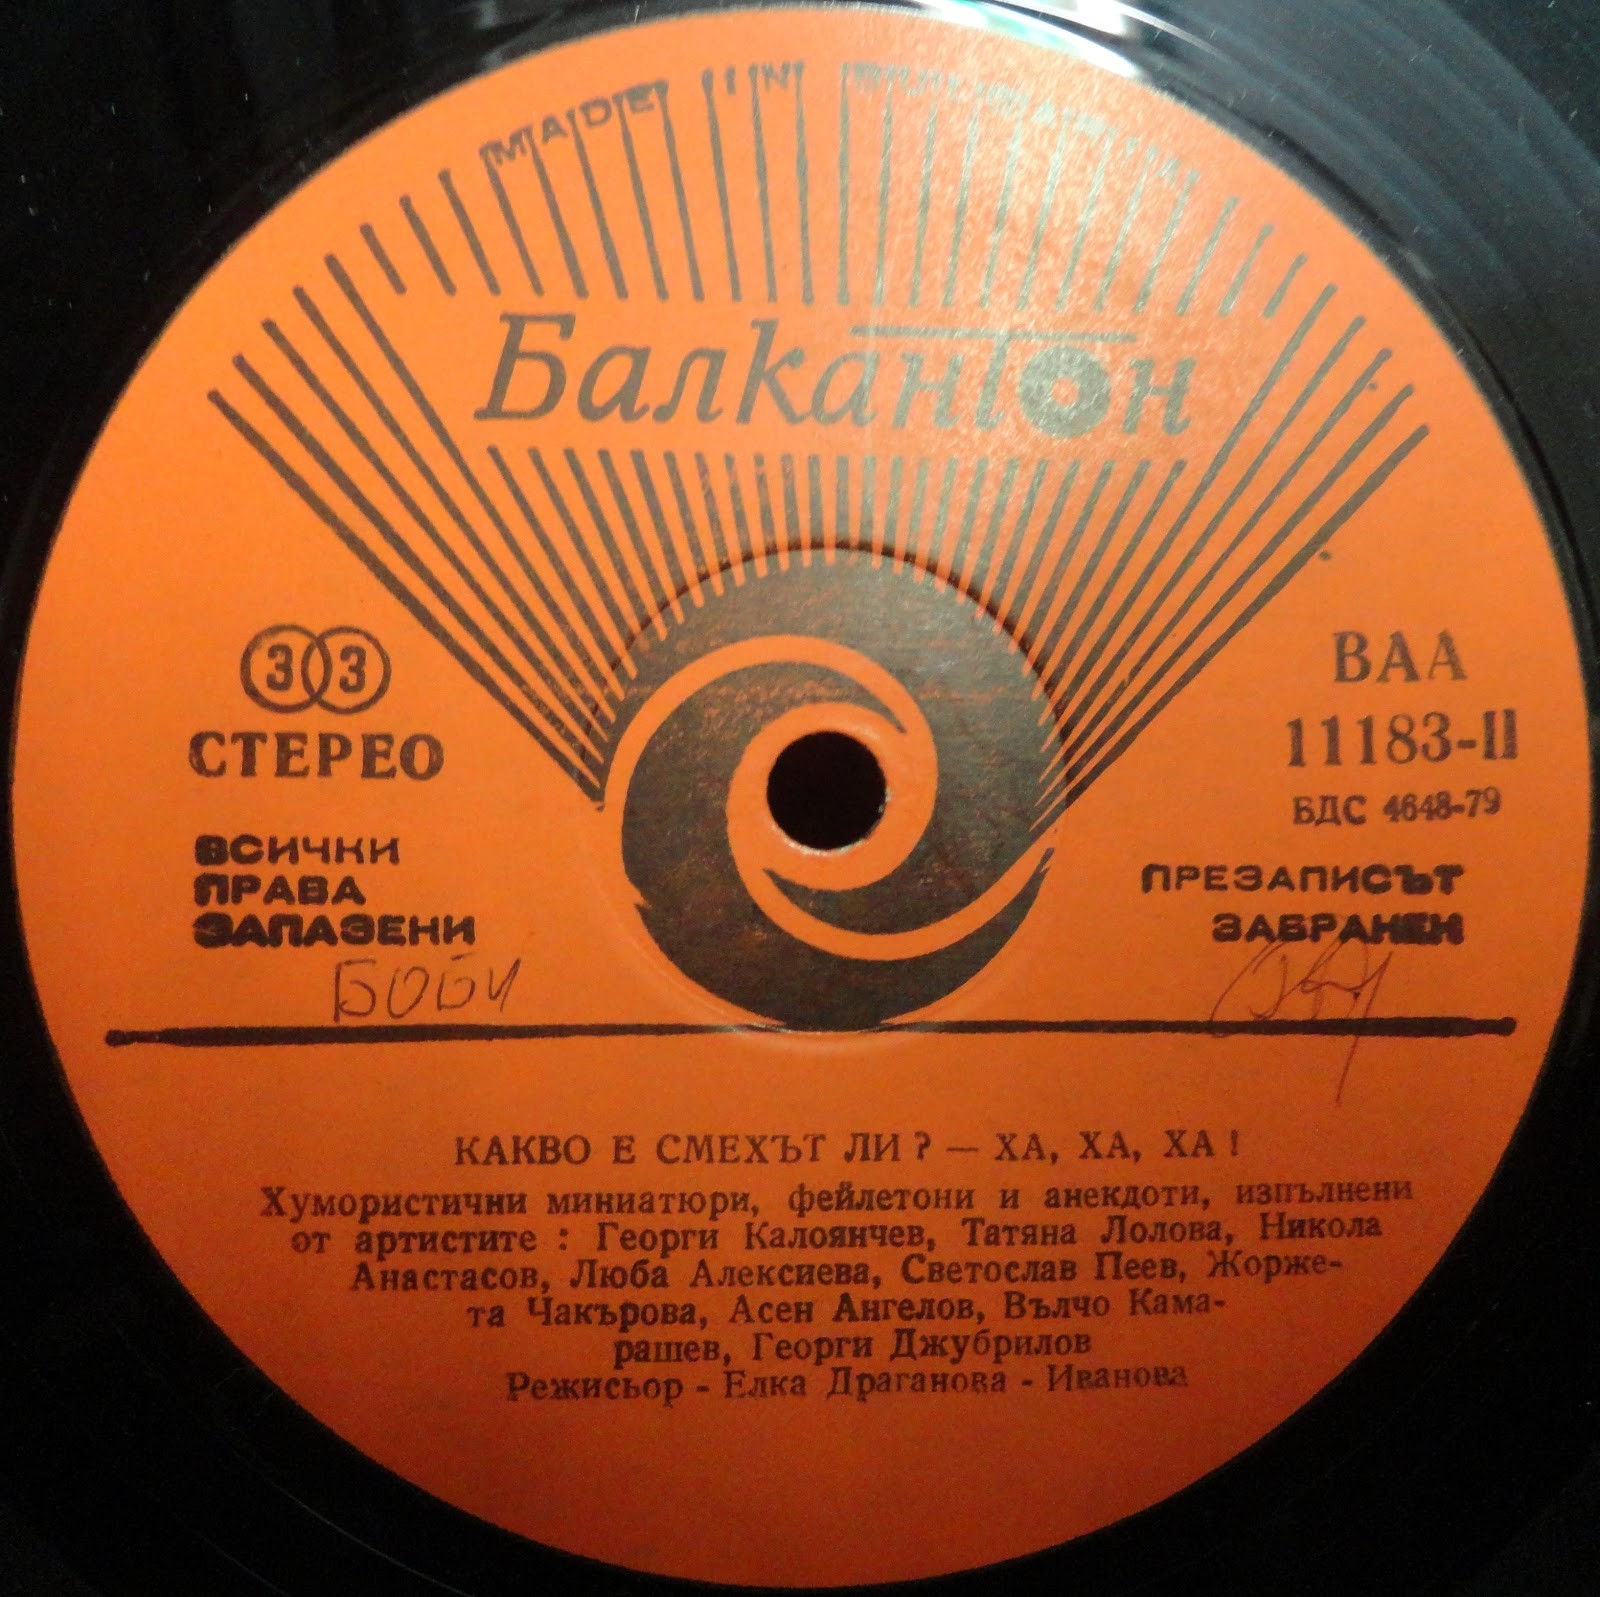 MADE IN BULGARIA
Балкантон
33
СТЕРЕО
ВСИЧКИ
ПРАВА
ЗАПАЗЕНИ
БОБИ
ВАА
11183-II
БДС 4648-79
ПРЕЗАПИСЪТ
ЗАБРАНЕН
КАКВО Е СМЕХЪТ ЛИ? — ХА, ХА, ХА!
Хумористични миниатюри, фейлетони и анекдоти, изпълнени
от артистите : Георги Калоянчев, Татяна Лолова, Никола
Анастасов, Люба Алексиева, Светослав Пеев, Жорже-
та Чакърова, Асен Ангелов, Вълчо Кама-
рашев, Георги Джубрилов
Режисьор - Елка Драганова - Иванова